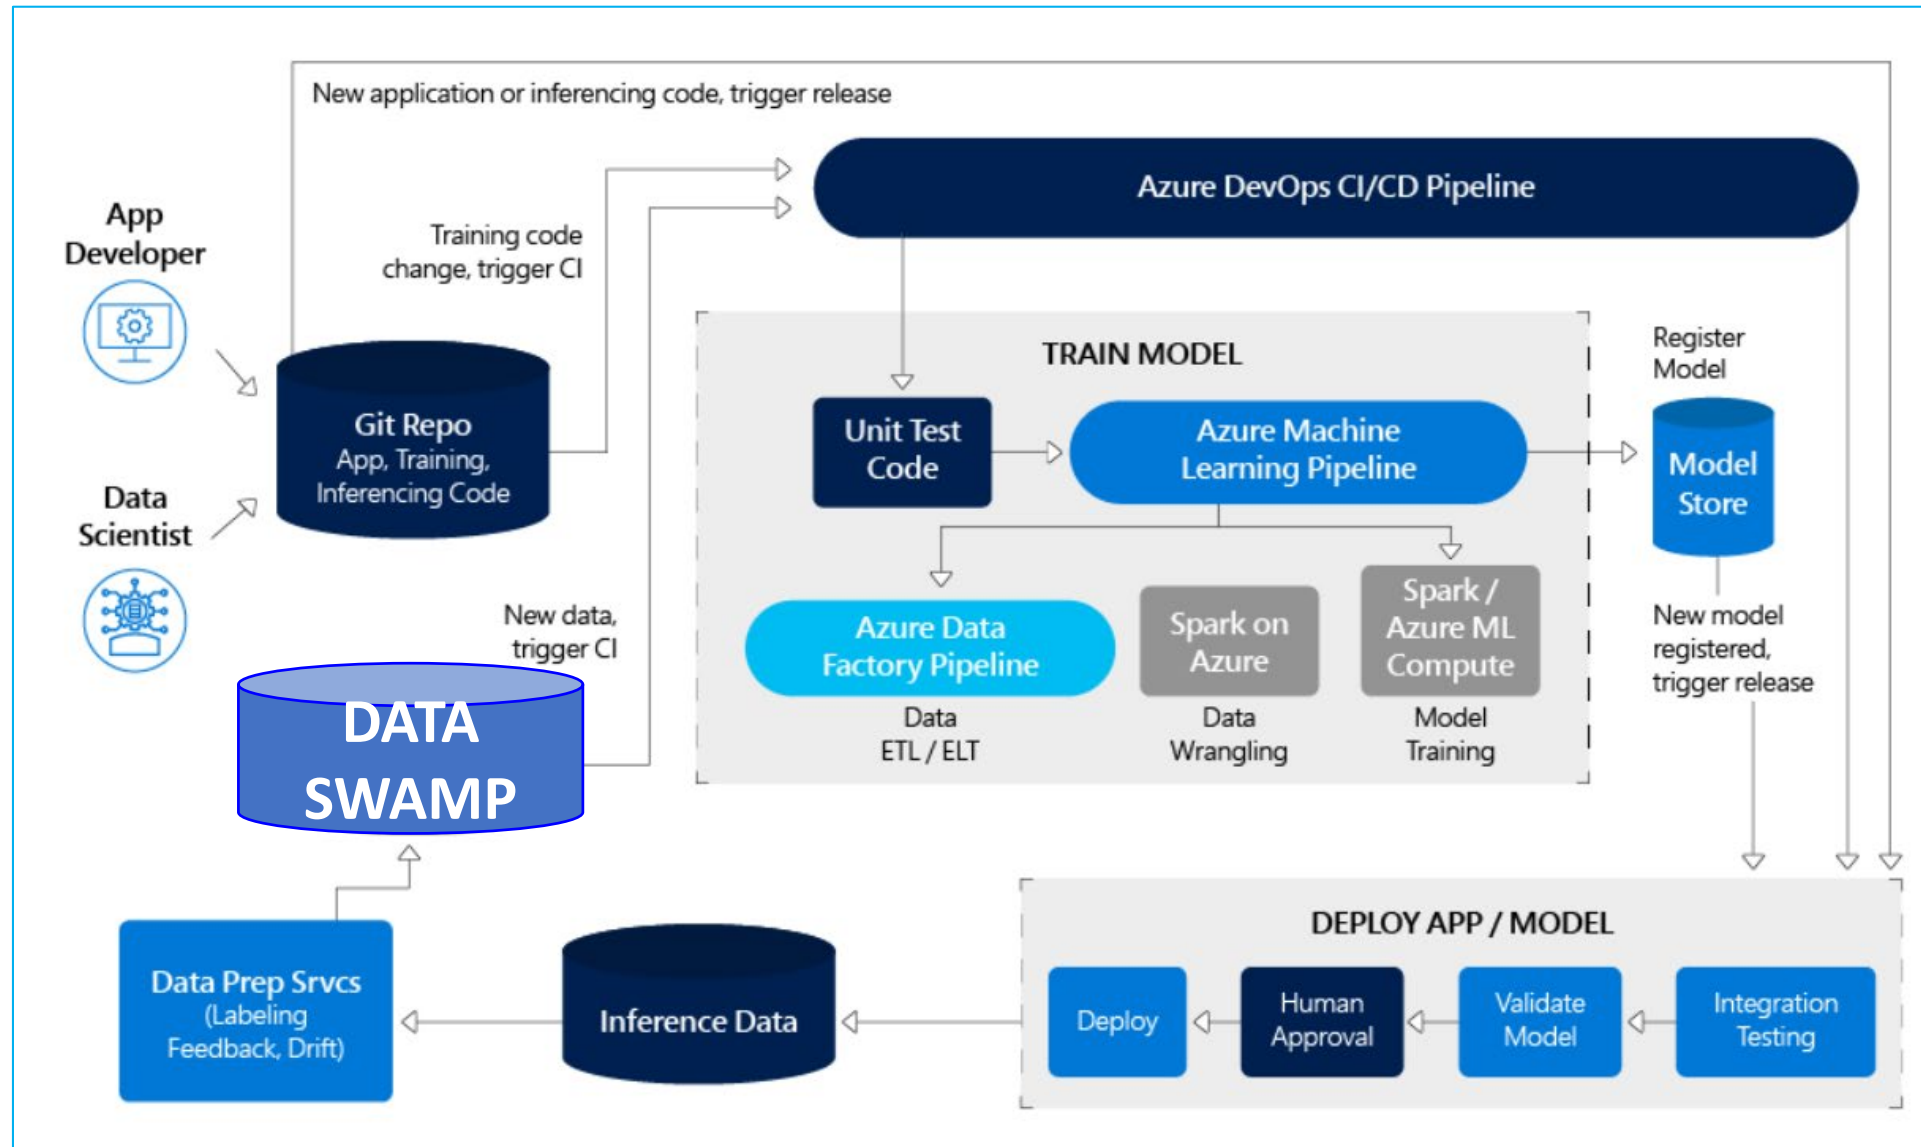 New application or inferencing code, trigger release
Azure DevOps CI/CD Pipeline
App
Developer
Training code
change, trigger CI
Git Repo
App, Training,
Inferencing Code
Data
Scientist
New data,
trigger CI
DATA
SWAMP
TRAIN MODEL
Unit Test
Code
Azure Machine
Learning Pipeline
Azure Data
Factory Pipeline
Data
ETL / ELT
Spark on
Azure
Data
Wrangling
Spark /
Azure ML
Compute
Model
Training
Register
Model
Model
Store
New model
registered,
trigger release
DEPLOY APP / MODEL
Deploy
Human
Approval
Validate
Model
Integration
Testing
Inference Data
Data Prep Srvcs
(Labeling
Feedback, Drift)